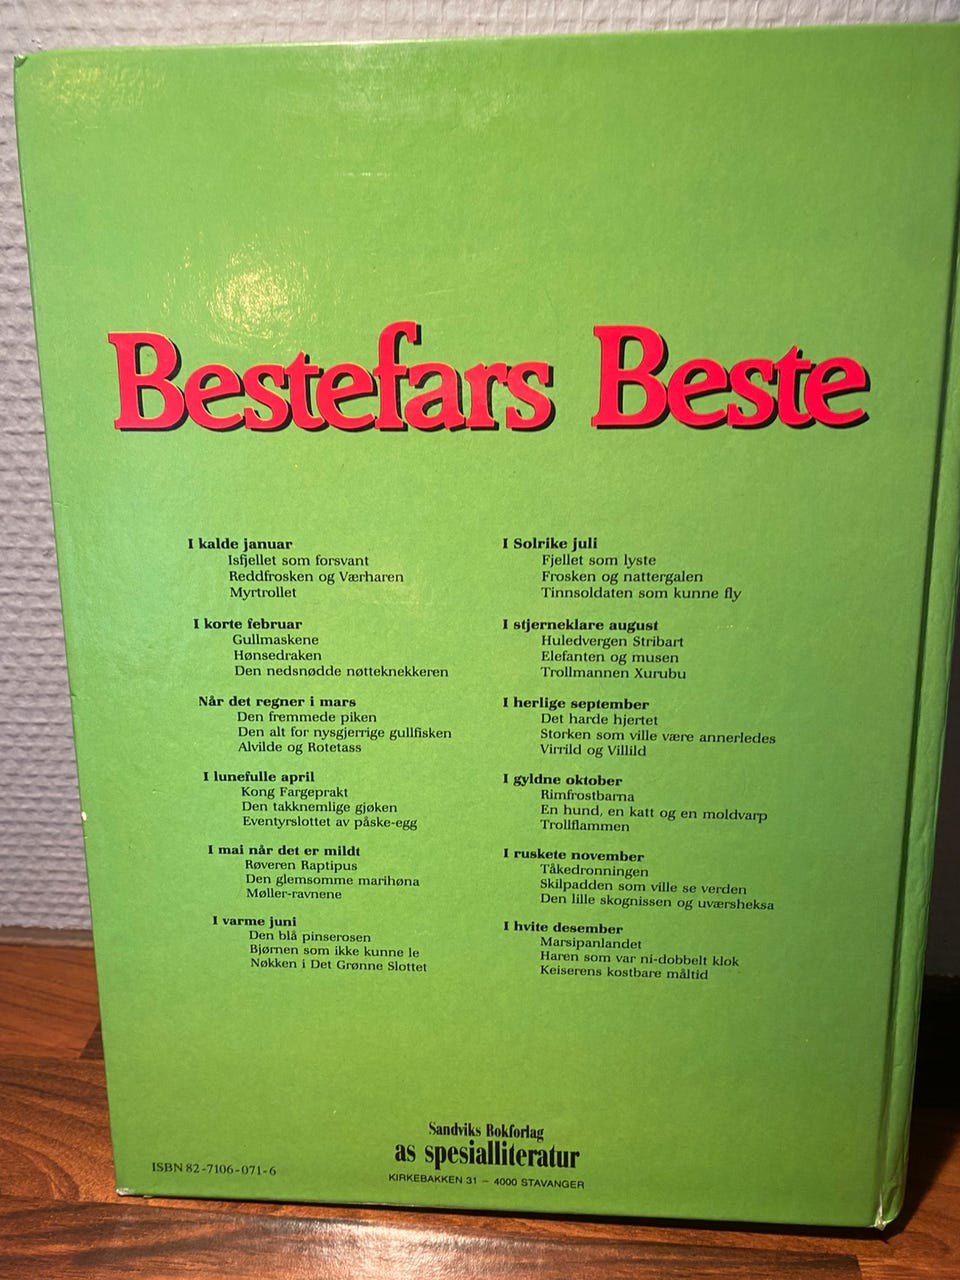 Bestefars Beste
I kalde januar
Isfjellet som forsvant
Reddfrosken og Værharen
Myrtrollet
I korte februar
Gullmaskene
Hønsedraken
Den nedsnødde nøtteknekkeren
Når det regner i mars
Den fremmede piken
Den alt for nysgjerrige gullfisken
Alvilde og Rotetass
I lunefulle april
Kong Fargeprakt
Den takknemlige gjøken
Eventyrslottet av påske-egg
I mai når det er mildt
Røveren Raptipus
Den glemsomme marihøna
Møller-ravnene
I varme juni
Den blå pinserosen
Bjørnen som ikke kunne le
Nøkken i Det Grønne Slottet
I Solrike juli
Fjellet som lyste
Frosken og nattergalen
Tinnsoldaten som kunne fly
I stjerneklare august
Huledvergen Stribart
Elefanten og musen
Trollmannen Xurubu
I herlige september
Det harde hjertet
Storken som ville være annerledes
Virrild og Villild
I gyldne oktober
Rimfrostbarna
En hund, en katt og en moldvarp
Trollflammen
I ruskete november
Tåkedronningen
Skilpadden som ville se verden
Den lille skognissen og uværsheksa
I hvite desember
Marsipanlandet
Haren som var ni-dobbelt klok
Keiserens kostbare måltid
Sandviks Bokforlag
as spesialliteratur
KIRKEBAKKEN 31 – 4000 STAVANGER
ISBN 82-7106-071-6